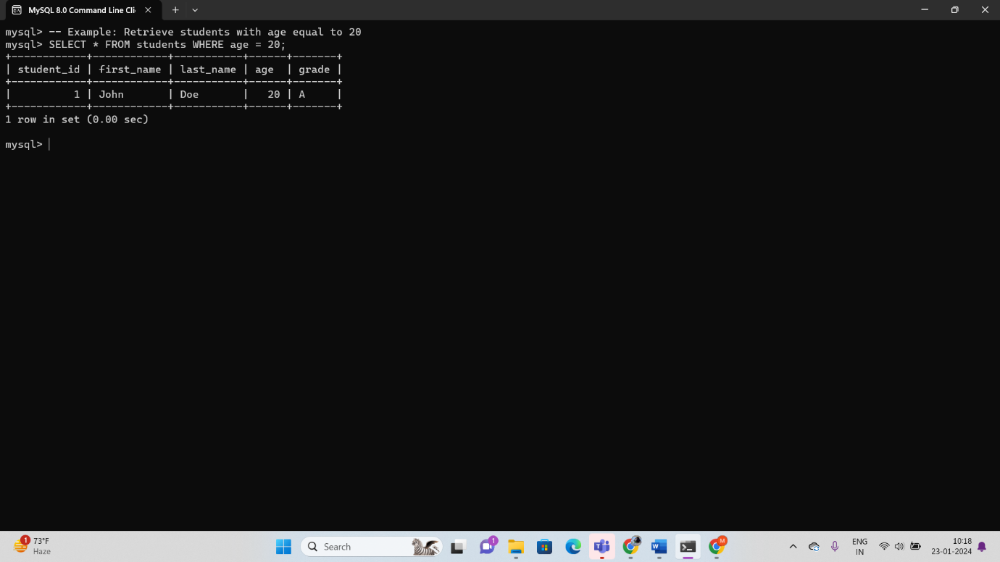 MySQL 8.0 Command Line Cli
mysql> -- Example: Retrieve students with age equal to 20
mysql> SELECT * FROM students WHERE age = 20;
+------------+------------+-----------+------+-------+
| student_id | first_name | last_name | age  | grade |
+------------+------------+-----------+------+-------+
|          1 | John       | Doe       |   20 | A     |
+------------+------------+-----------+------+-------+
1 row in set (0.00 sec)
mysql>
1
73°F
Haze
Search
1
M
ENG
IN
10:18
23-01-2024